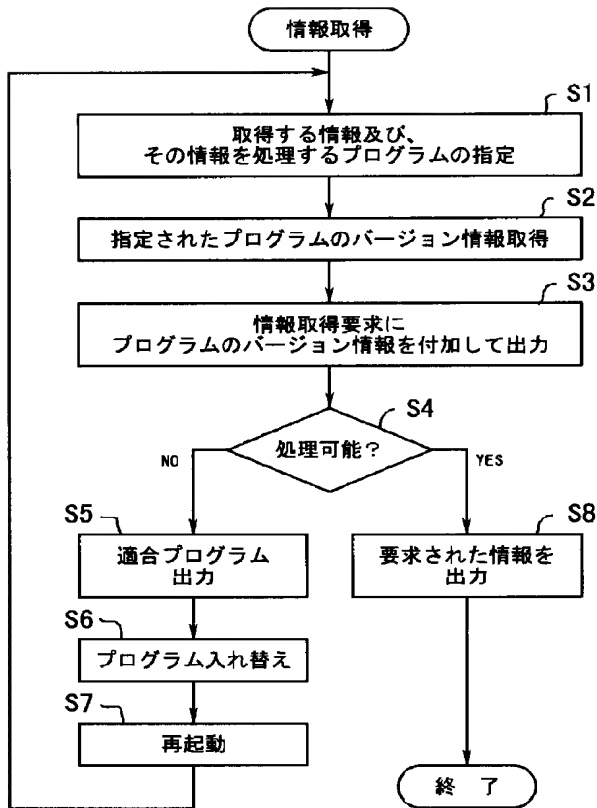 情報取得
S1
取得する情報及び、
その情報を処理するプログラムの指定
S2
指定されたプログラムのバージョン情報取得
S3
情報取得要求に
プログラムのバージョン情報を付加して出力
S4
処理可能?
NO
YES
S5
適合プログラム
出力
S8
要求された情報を
出力
S6
プログラム入れ替え
S7
再起動
終 了